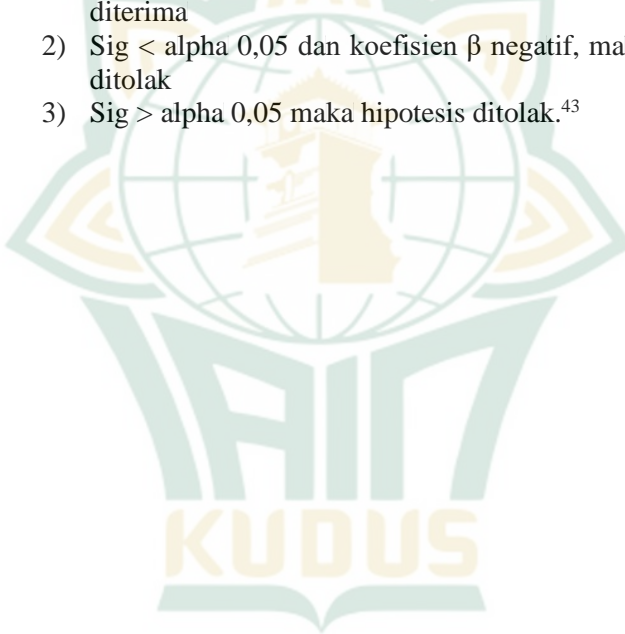 diterima
2) Sig < alpha 0,05 dan koefisien β negatif, ma
ditolak
3) Sig > alpha 0,05 maka hipotesis ditolak.43
IAIN
KUDUS